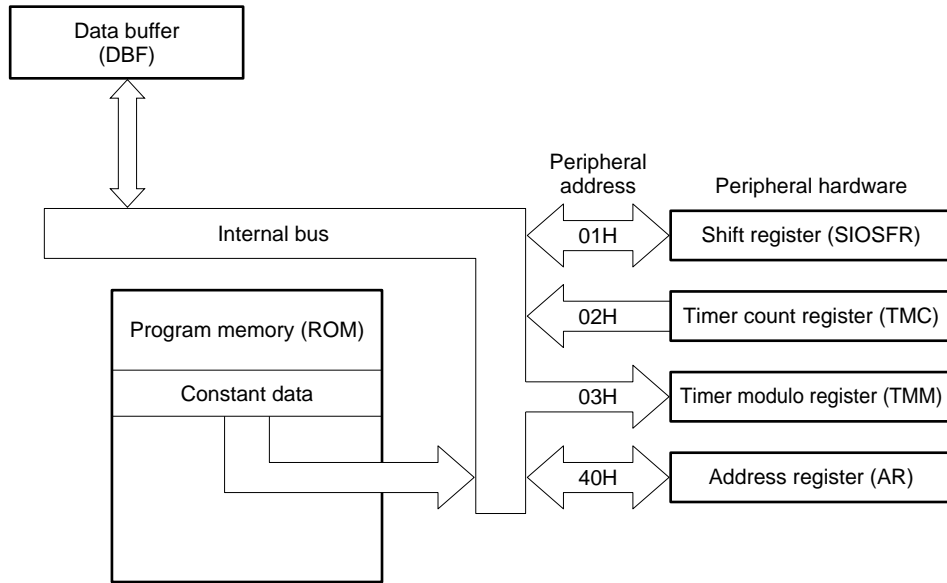 Data buffer
(DBF)
Peripheral
address
Peripheral hardware
Internal bus
01H
Shift register (SIOSFR)
Program memory (ROM)
02H
Timer count register (TMC)
Constant data
03H
Timer modulo register (TMM)
40H
Address register (AR)